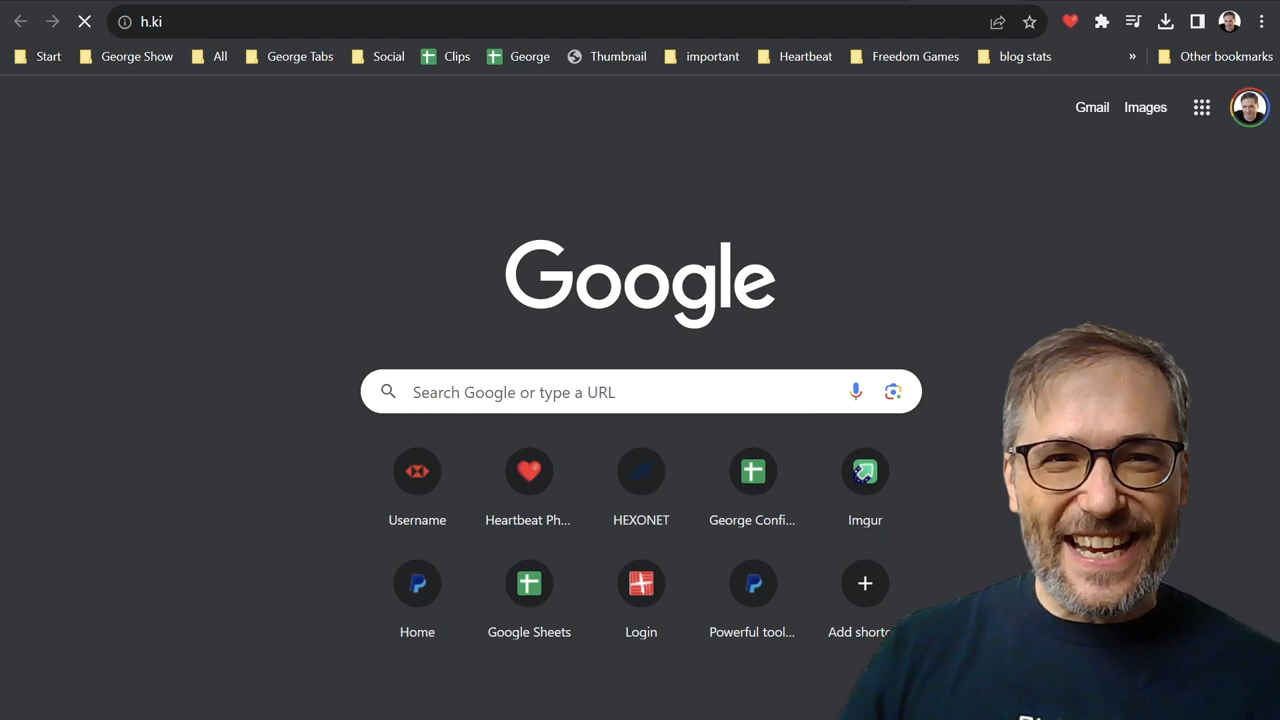 h.ki
Start George Show All George Tabs Social Clips George Thumbnail important Heartbeat Freedom Games blog stats » Other bookmarks
Gmail Images
Google
Search Google or type a URL
Username Heartbeat Ph... HEXONET George Confi... Imgur
Home Google Sheets Login Powerful tool... Add shortc